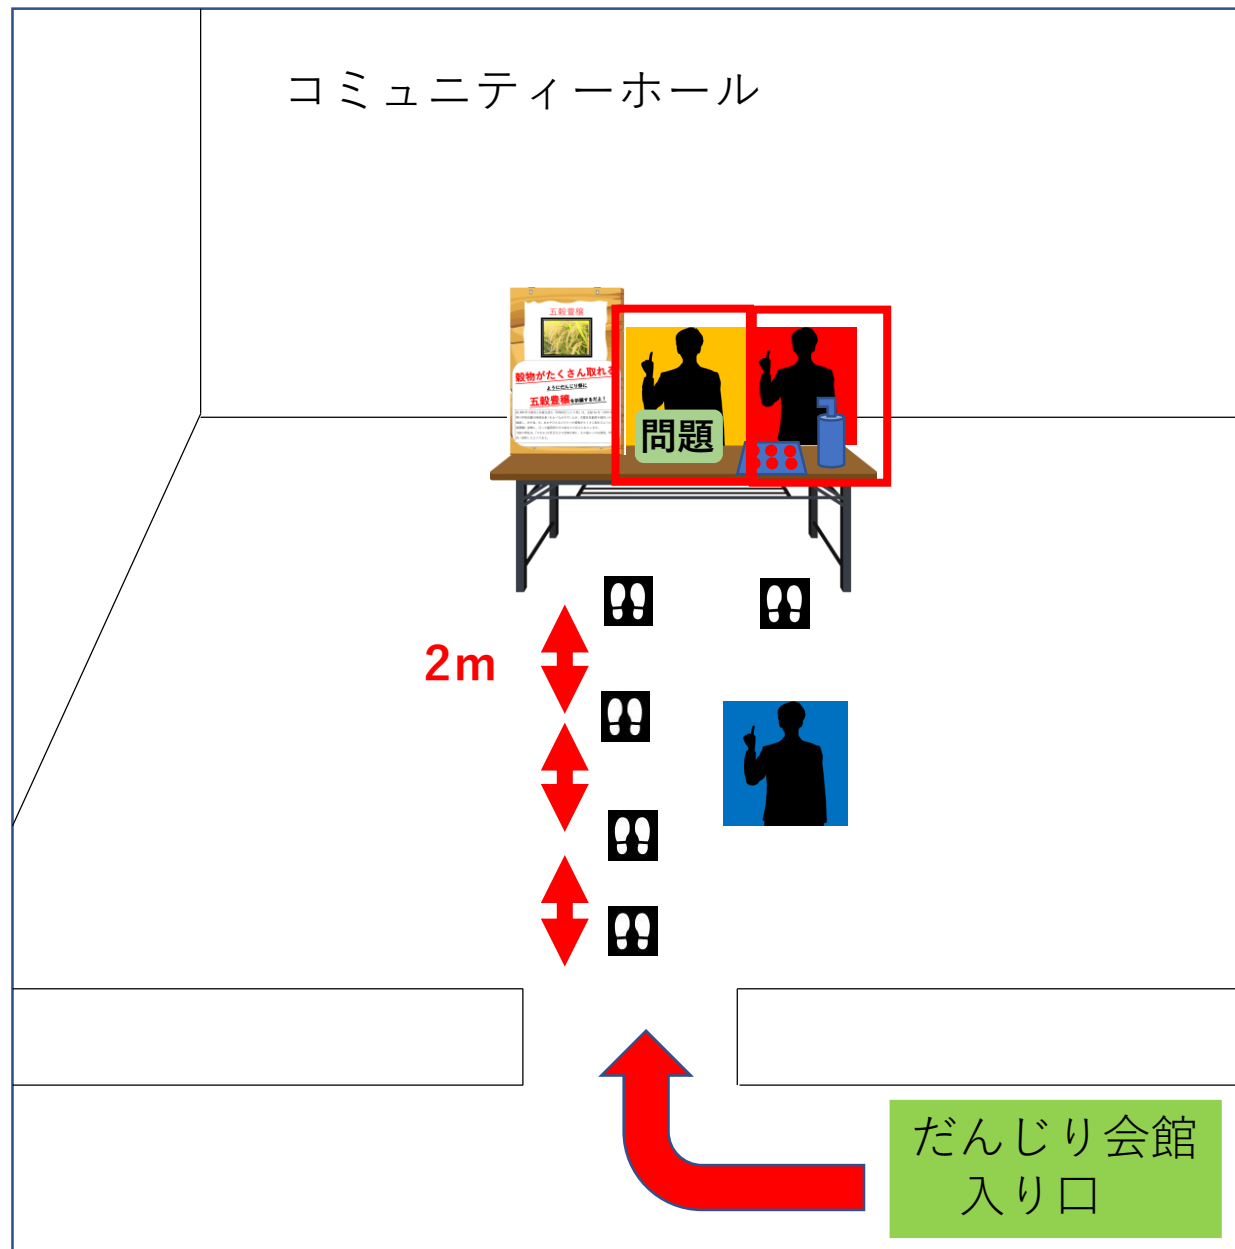 コミュニティーホール
五穀豊穣
穀物がたくさん取れる
ようにだんじり祭に
五穀豊穣を祈願するだよ！
問題
2m
だんじり会館
入り口